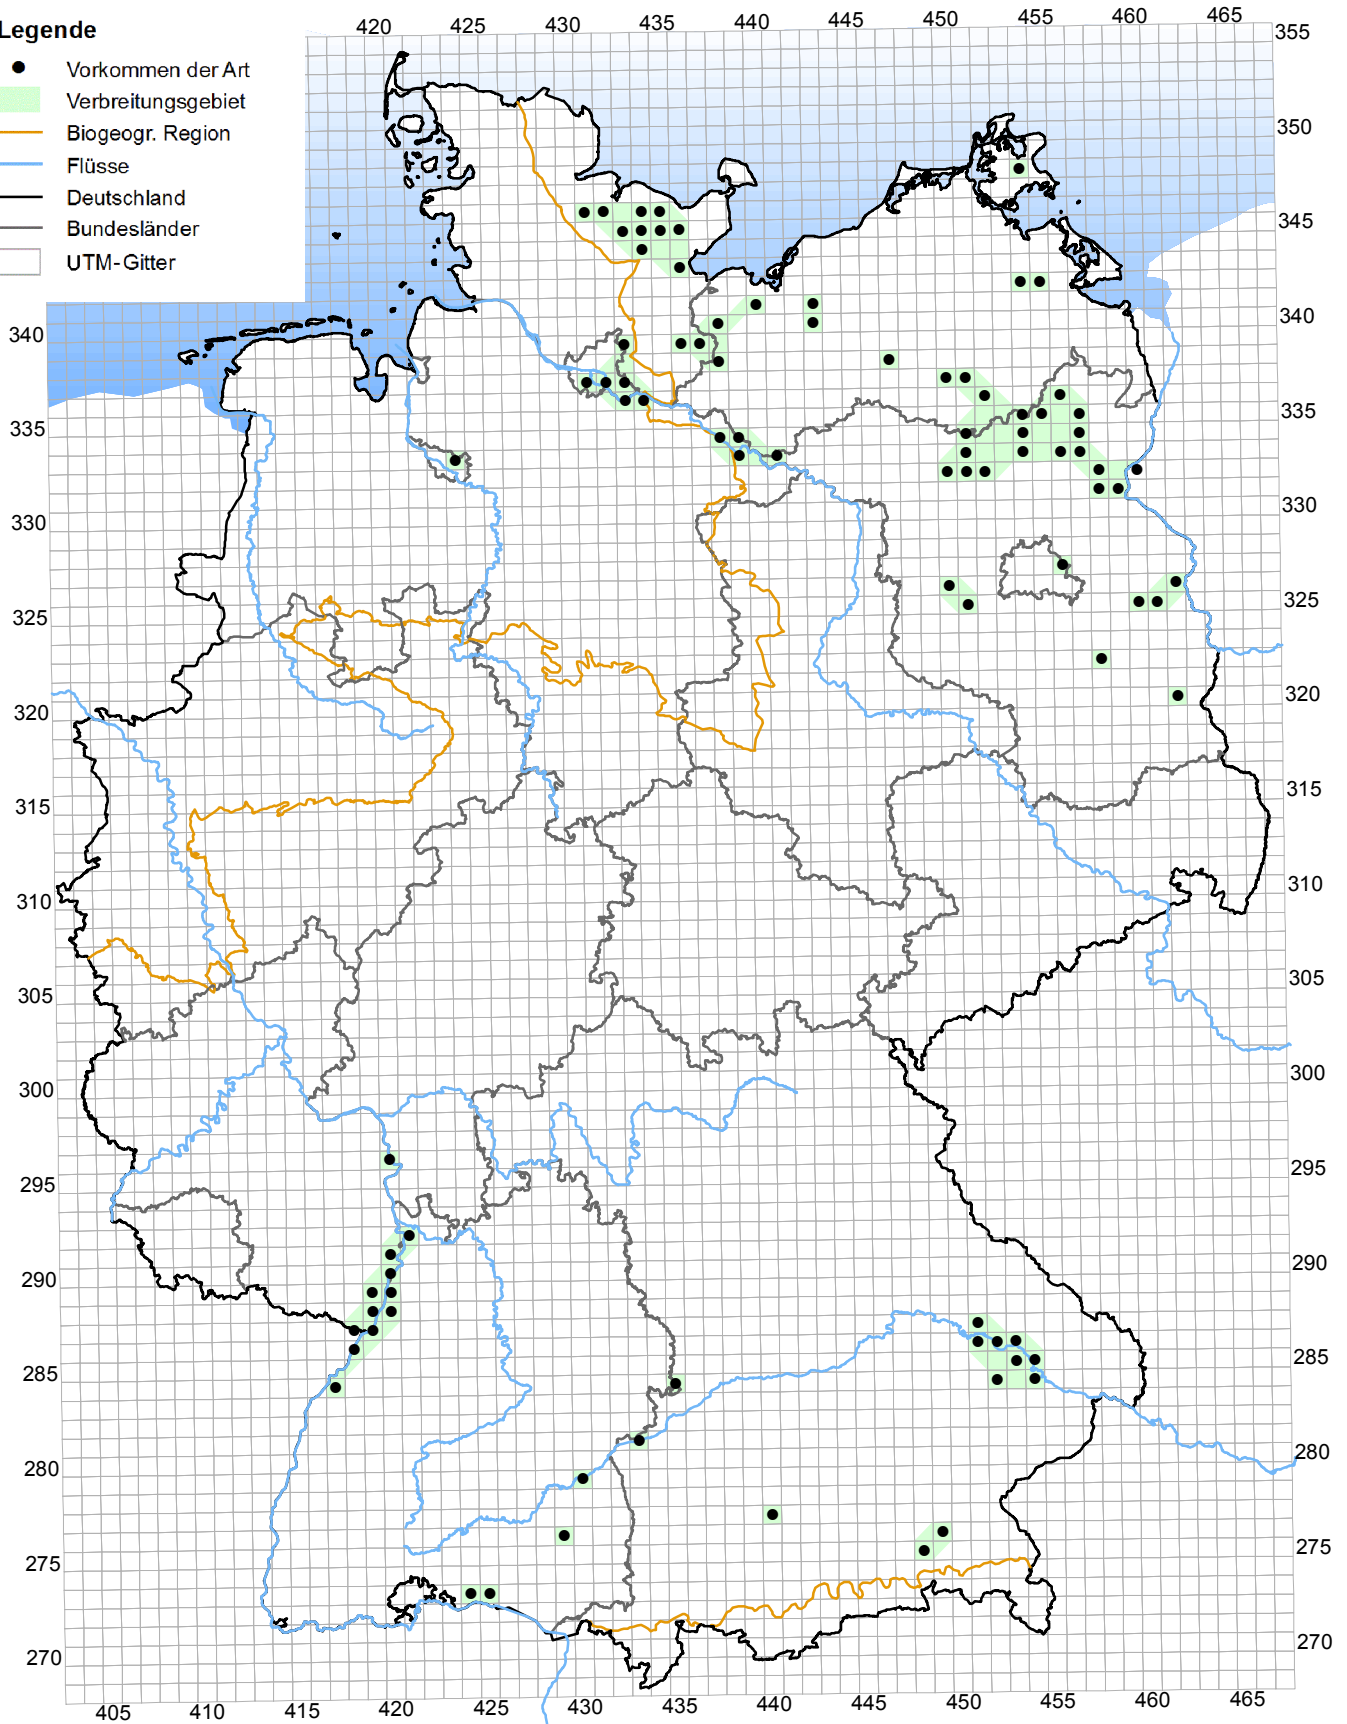 Legende
Vorkommen der Art
Verbreitungsgebiet
Biogeogr. Region
Flüsse
Deutschland
Bundesländer
UTM-Gitter
420 425 430 435 440 445 450 455 460 465
355
350
345
340 340
335 335
330 330
325 325
320 320
315 315
310 310
305 305
300 300
295 295
290 290
285 285
280 280
275 275
270 270
405 410 415 420 425 430 435 440 445 450 455 460 465